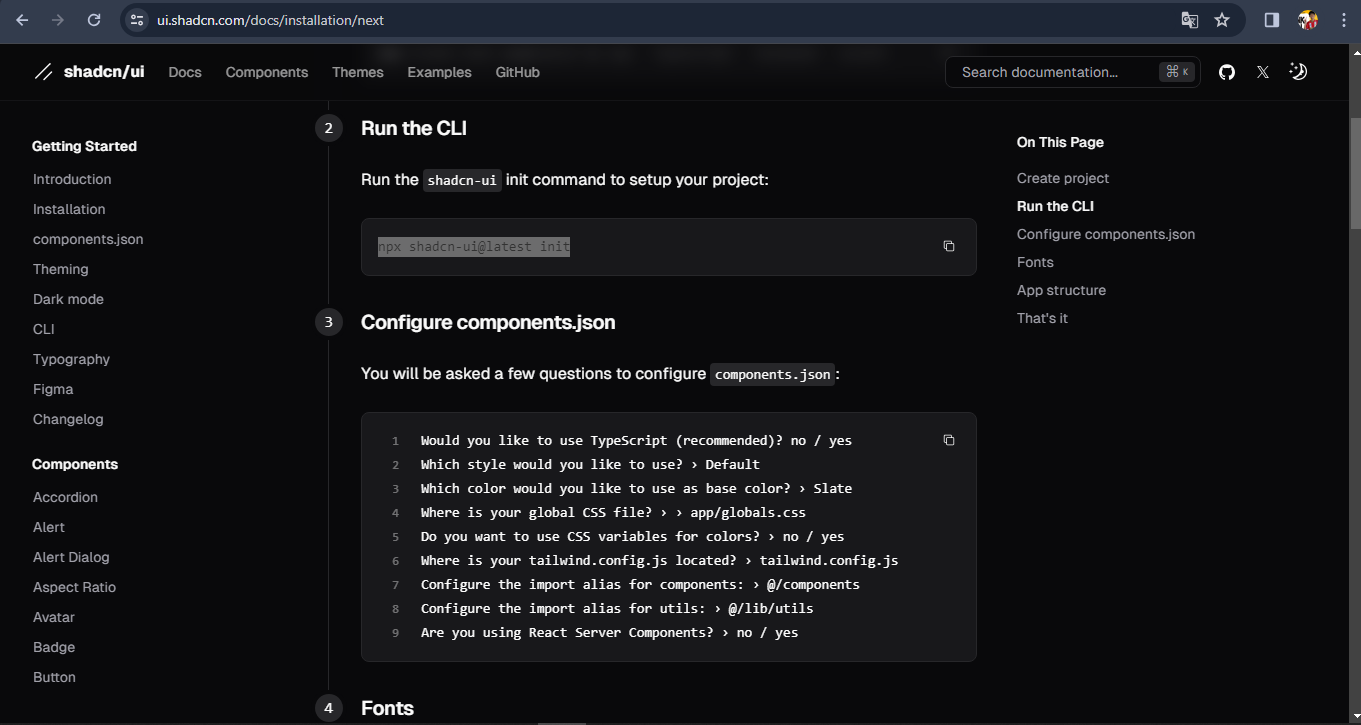 ui.shadcn.com/docs/installation/next
shadcn/ui
Docs
Components
Themes
Examples
GitHub
Search documentation...
⌘ K
Getting Started
Introduction
Installation
components.json
Theming
Dark mode
CLI
Typography
Figma
Changelog
Components
Accordion
Alert
Alert Dialog
Aspect Ratio
Avatar
Badge
Button
2
Run the CLI
Run the shadcn-ui init command to setup your project:
npx shadcn-ui@latest init
3
Configure components.json
You will be asked a few questions to configure components.json:
1 Would you like to use TypeScript (recommended)? no / yes
2 Which style would you like to use? › Default
3 Which color would you like to use as base color? › Slate
4 Where is your global CSS file? › › app/globals.css
5 Do you want to use CSS variables for colors? › no / yes
6 Where is your tailwind.config.js located? › tailwind.config.js
7 Configure the import alias for components: › @/components
8 Configure the import alias for utils: › @/lib/utils
9 Are you using React Server Components? › no / yes
4
Fonts
On This Page
Create project
Run the CLI
Configure components.json
Fonts
App structure
That's it